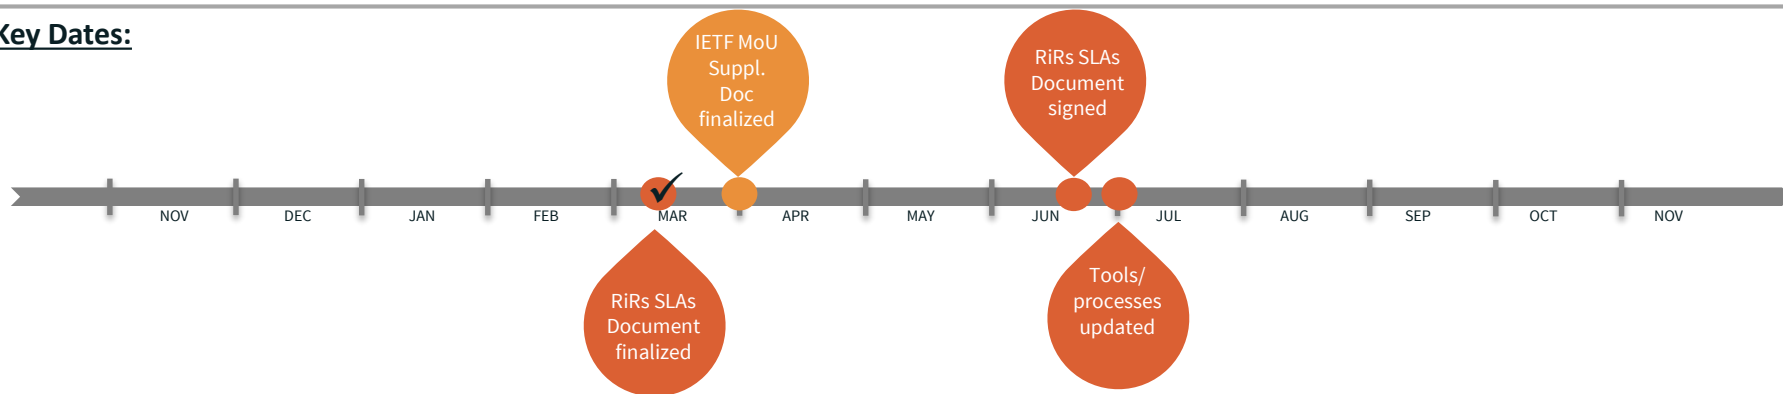 Key Dates:
IETF MoU
Suppl.
Doc
finalized
RiRs SLAs
Document
signed
NOV
DEC
JAN
FEB
MAR
APR
MAY
JUN
JUL
AUG
SEP
OCT
NOV
RiRs SLAs
Document
finalized
Tools/
processes
updated